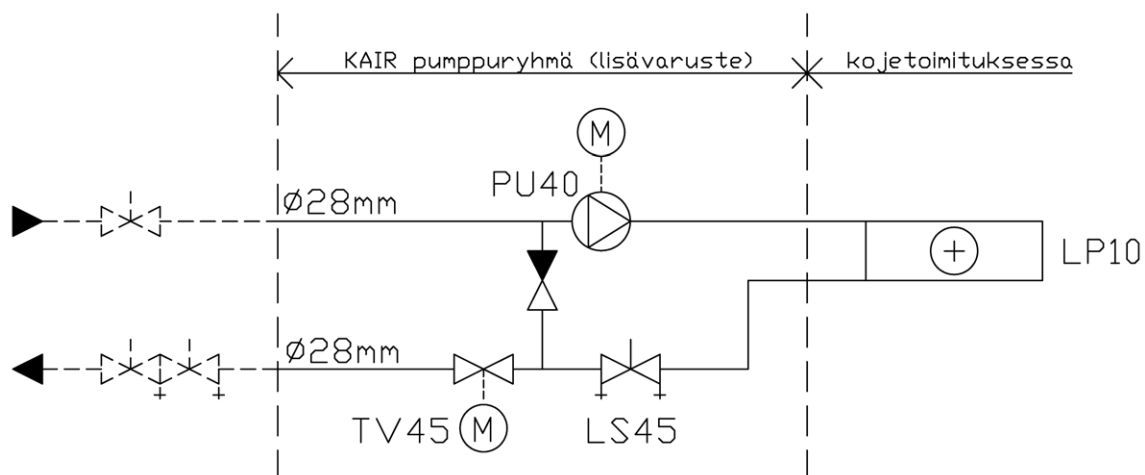 KAIR pumppuryhmä (lisävaruste)
kojetoimituksessa
M
PU40
Ø28mm
+
LP10
Ø28mm
TV45
M
LS45